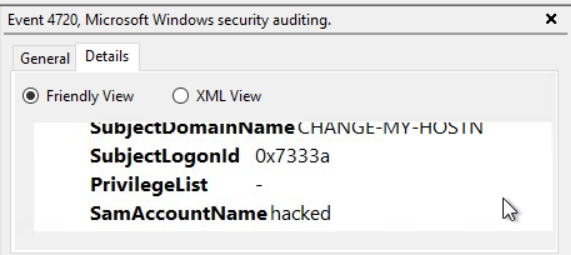 Event 4720, Microsoft Windows security auditing.
General Details
Friendly View XML View
SubjectDomainName CHANGE-MY-HOSTN
SubjectLogonId 0x7333a
PrivilegeList -
SamAccountName hacked